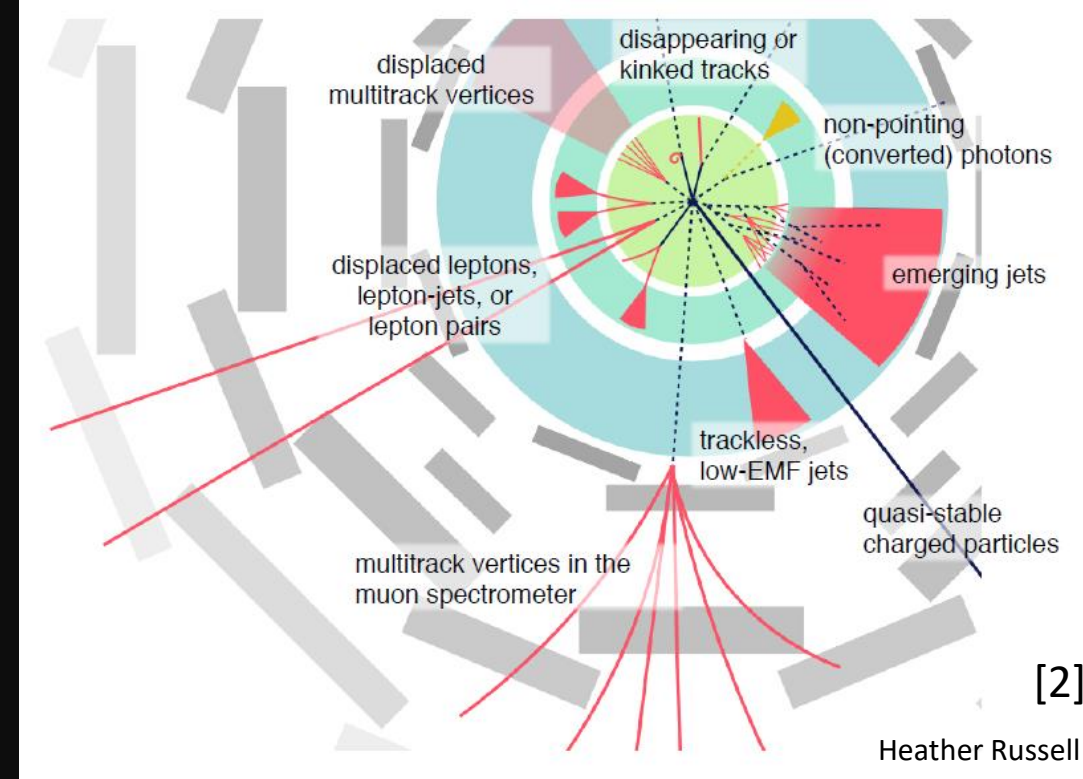 disappearing or
kinked tracks
displaced
multitrack vertices
non-pointing
(converted) photons
displaced leptons,
lepton-jets, or
lepton pairs
emerging jets
trackless,
low-EMF jets
quasi-stable
charged particles
multitrack vertices in the
muon spectrometer
[2]
Heather Russell